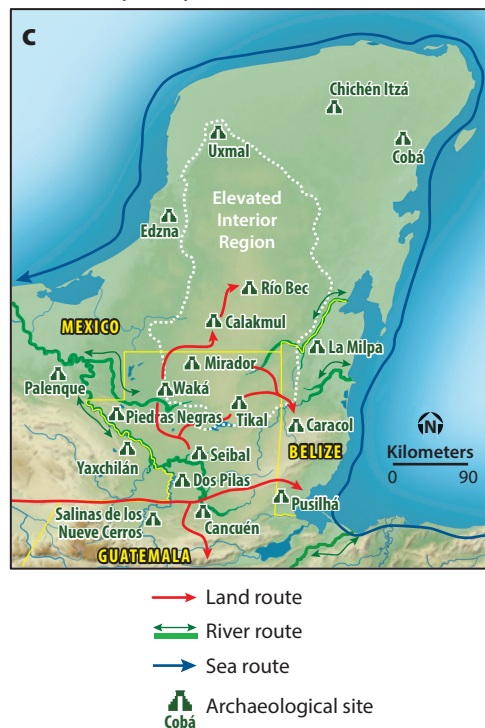 c
Chichén Itzá
Uxmal
Cobá
Elevated
Interior
Region
Edzna
Río Bec
MEXICO
Calakmul
La Milpa
Mirador
Palenque
Waká
Piedras Negras
Tikal
Caracol
N
BELIZE
Kilometers
0 90
Yaxchilán
Seibal
Dos Pilas
Pusilhá
Salinas de los
Nueve Cerros
Cancuén
GUATEMALA
Land route
River route
Sea route
Archaeological site
Cobá